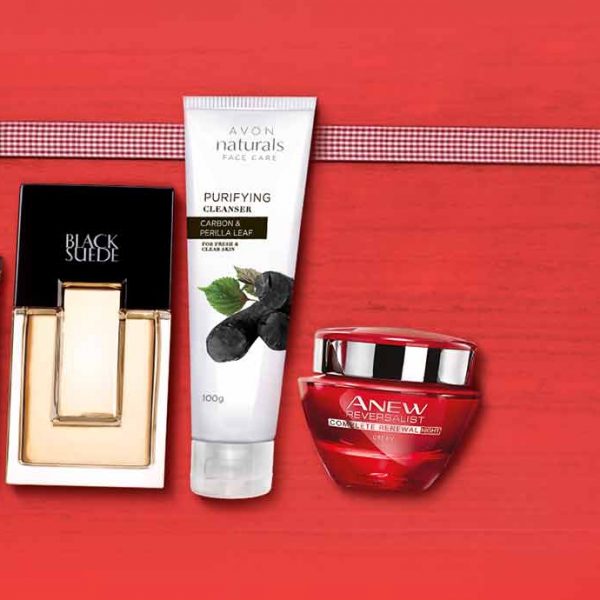 BLACK
SUEDE
AVON
naturals
FACE CARE
PURIFYING
CLEANSER
CARBON &
PERILLA LEAF
FOR FRESH &
CLEAR SKIN
100g
ANEW
REVERSALIST
COMPLETE RENEWAL NIGHT